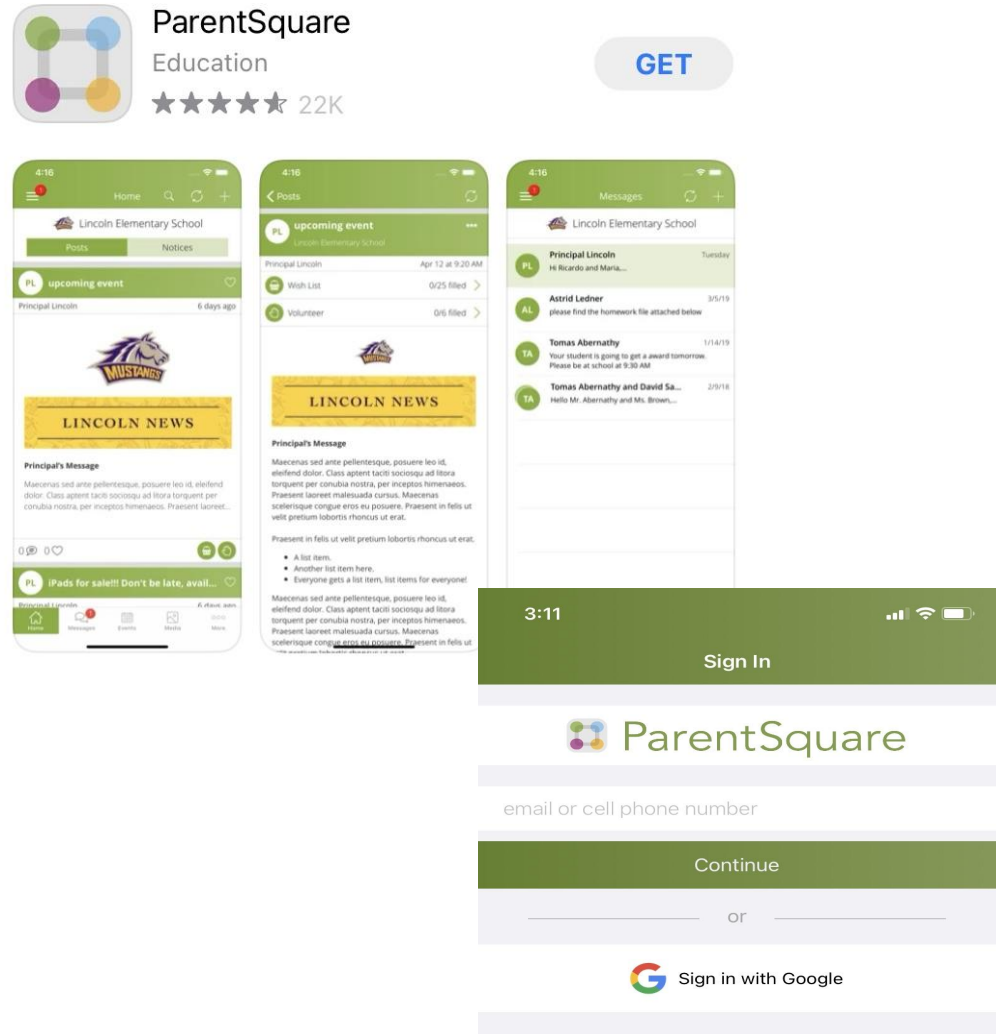 ParentSquare
Education
GET
22K
4:16
1
Home
Lincoln Elementary School
Posts
Notices
PL
upcoming event
Principal Lincoln
6 days ago
MUSTANGS
LINCOLN NEWS
Principal's Message
Maecenas sed ante pellentesque, posuere leo id, eleifend
dolor. Class aptent taciti sociosqu ad litora torquent per
conubia nostra, per inceptos himenaeos. Praesent laoreet...
0
0
PL
iPads for sale!!! Don't be late, avail...
Principal Lincoln
6 days ago
1
Home
Messages
Events
Media
More
4:16
Posts
PL
upcoming event
Lincoln Elementary School
Principal Lincoln
Apr 12 at 9:20 AM
Wish List
0/25 filled
Volunteer
0/6 filled
LINCOLN NEWS
Principal's Message
Maecenas sed ante pellentesque, posuere leo id,
eleifend dolor. Class aptent taciti sociosqu ad litora
torquent per conubia nostra, per inceptos himenaeos.
Praesent laoreet malesuada cursus. Maecenas
scelerisque congue eros eu posuere. Praesent in felis ut
velit pretium lobortis rhoncus ut erat.
Praesent in felis ut velit pretium lobortis rhoncus ut erat.
• A list item.
• Another list item here.
• Everyone gets a list item, list items for everyone!
Maecenas sed ante pellentesque, posuere leo id,
eleifend dolor. Class aptent taciti sociosqu ad litora
torquent per conubia nostra, per inceptos himenaeos.
Praesent laoreet malesuada cursus. Maecenas
scelerisque congue eros eu posuere. Praesent in felis ut
4:16
Messages
Lincoln Elementary School
PL
Principal Lincoln
Tuesday
Hi Ricardo and Maria,...
AL
Astrid Ledner
3/5/19
please find the homework file attached below
TA
Tomas Abernathy
1/14/19
Your student is going to get a award tomorrow.
Please be at school at 9:30 AM
TA
Tomas Abernathy and David Sa...
2/9/18
Hello Mr. Abernathy and Ms. Brown,...
3:11
Sign In
ParentSquare
email or cell phone number
Continue
or
Sign in with Google